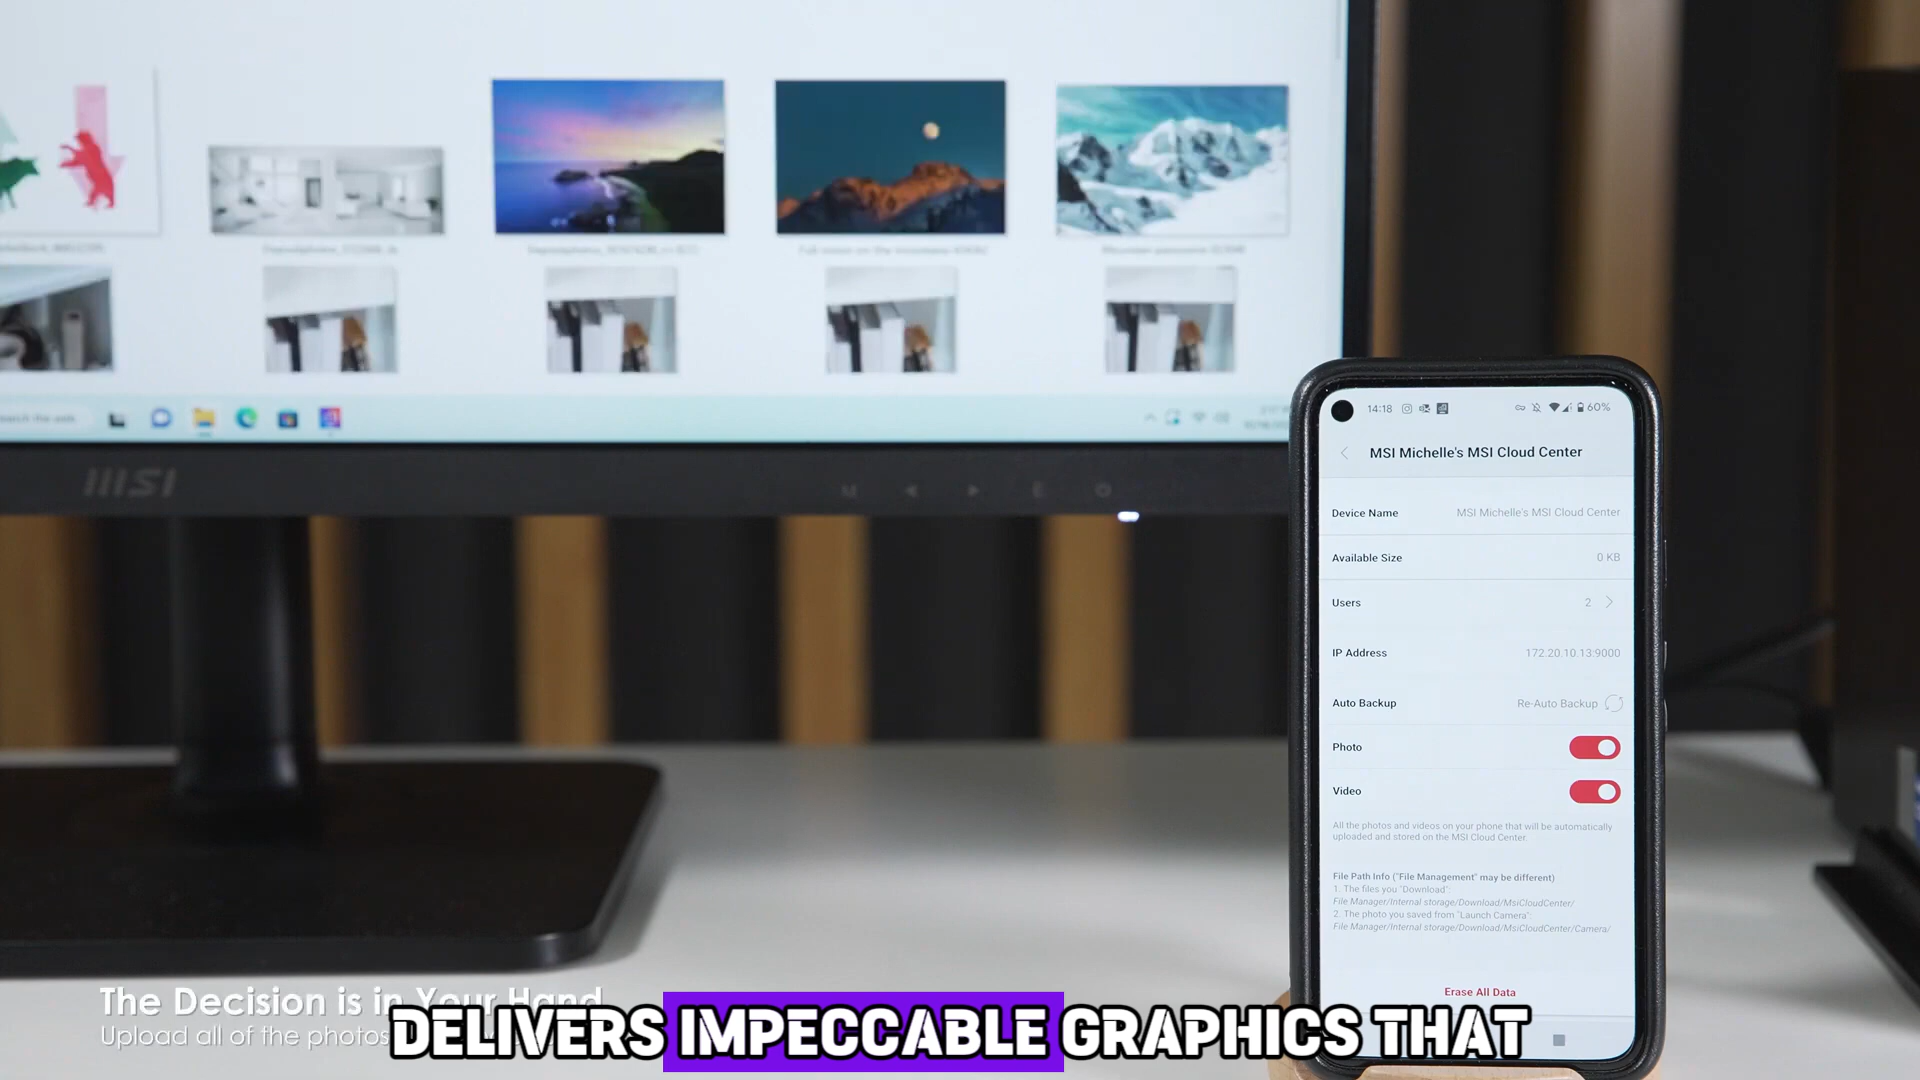 msi
14:18
60%
MSI Michelle's MSI Cloud Center
Device Name MSI Michelle's MSI Cloud Center
Available Size 0 KB
Users 2
IP Address 172.20.10.13:9000
Auto Backup Re-Auto Backup
Photo
Video
All the photos and videos on your phone that will be automatically
uploaded and stored on the MSI Cloud Center.
File Path Info ("File Management" may be different)
1. The files you "Download":
File Manager/Internal storage/Download/MsiCloudCenter/
2. The photo you saved from "Launch Camera":
File Manager/Internal storage/Download/MsiCloudCenter/Camera/
Erase All Data
The Decision is in Your Hand
Upload all of the photos
DELIVERS IMPECCABLE GRAPHICS THAT